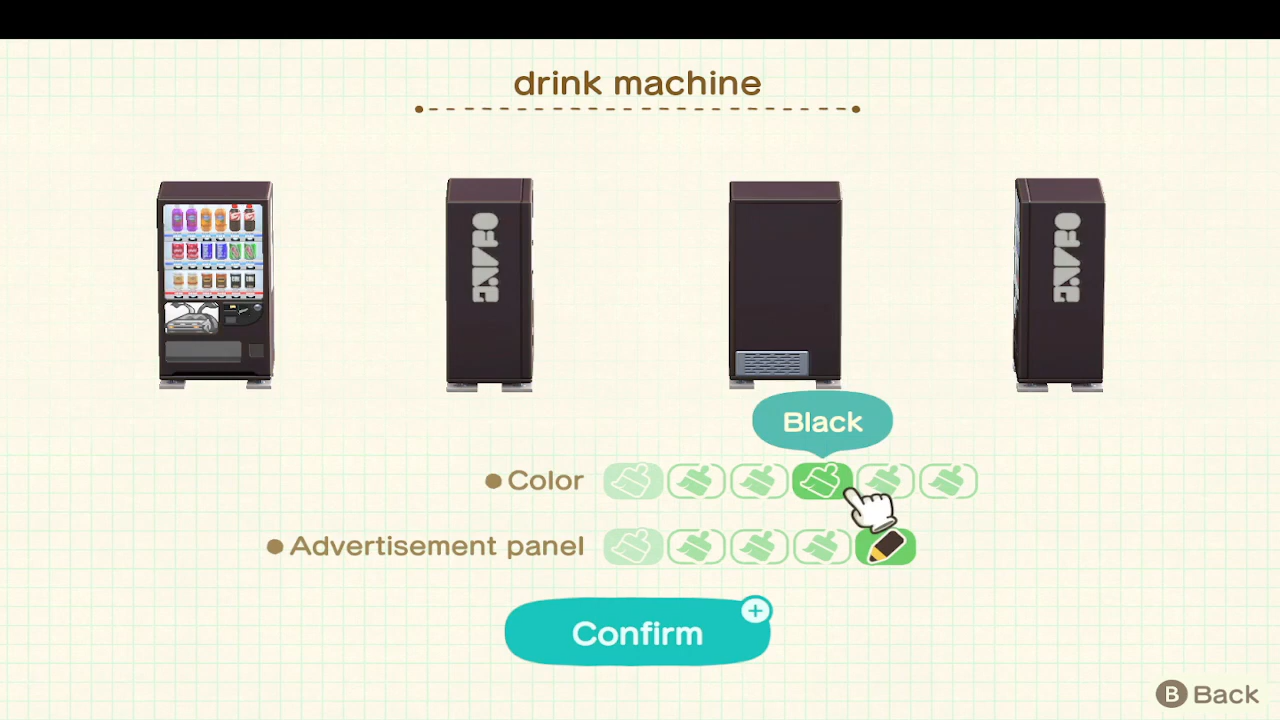 drink machine
Black
Color
Advertisement panel
+
Confirm
B Back